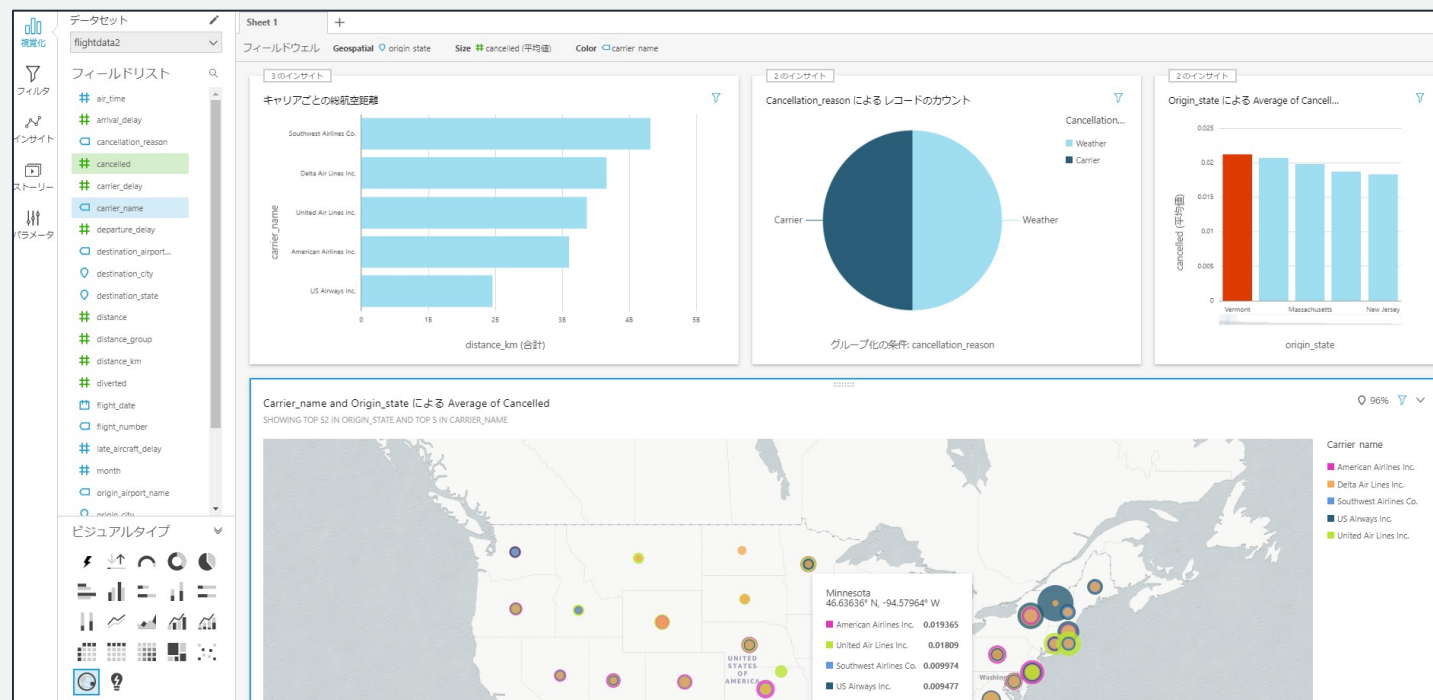 視覚化
フィルタ
インサイト
ストーリー
パラメータ
データセット
flightdata2
フィールドリスト
air_time
arrival_delay
cancellation_reason
cancelled
carrier_delay
carrier_name
departure_delay
destination_airport...
destination_city
destination_state
distance
distance_group
distance_km
diverted
flight_date
flight_number
late_aircraft_delay
month
origin_airport_name
origin_city
ビジュアルタイプ
Sheet 1
フィールドウェル Geospatial origin state Size cancelled (平均値) Color carrier name
3 のインサイト
キャリアごとの総航空距離
carrier_name
Southwest Airlines Co.
Delta Air Lines Inc.
United Air Lines Inc.
American Airlines Inc.
US Airways Inc.
0 1B 2B 3B 4B 5B
distance_km (合計)
2 のインサイト
Cancellation_reason による レコードのカウント
Cancellation...
Weather
Carrier
Carrier
Weather
グループ化の条件: cancellation_reason
2 のインサイト
Origin_state による Average of Cancell...
cancelled (平均値)
0.025
0.02
0.015
0.01
0.005
0
Vermont Massachusetts New Jersey
origin_state
Carrier_name and Origin_state による Average of Cancelled
96%
SHOWING TOP 52 IN ORIGIN_STATE AND TOP 5 IN CARRIER_NAME
Carrier name
American Airlines Inc.
Delta Air Lines Inc.
Southwest Airlines Co.
US Airways Inc.
United Air Lines Inc.
Minnesota
46.63636° N, -94.57964° W
American Airlines Inc. 0.019365
United Air Lines Inc. 0.01809
Southwest Airlines Co. 0.009974
US Airways Inc. 0.009477
UNITED
STATES
OF
AMERICA